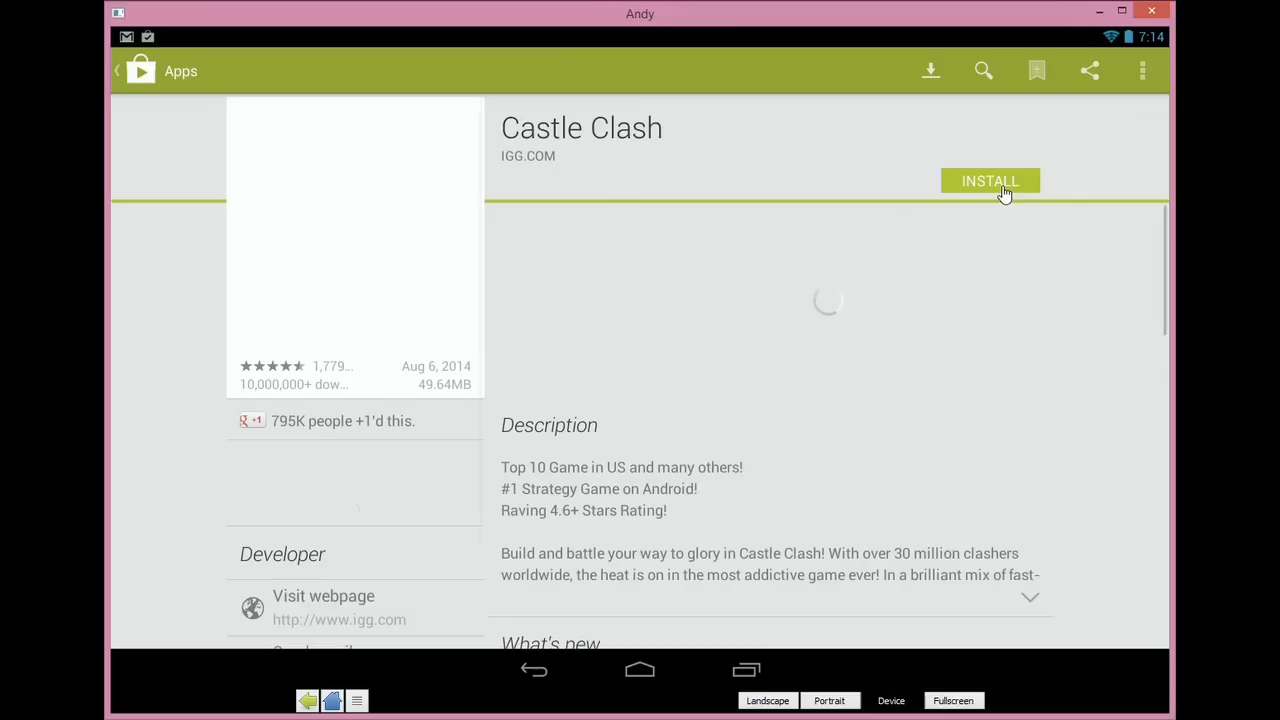 Andy
7:14
Apps
Castle Clash
IGG.COM
INSTALL
1,779...
Aug 6, 2014
10,000,000+ dow...
49.64MB
g +1
795K people +1'd this.
Description
Top 10 Game in US and many others!
#1 Strategy Game on Android!
Raving 4.6+ Stars Rating!
Build and battle your way to glory in Castle Clash! With over 30 million clashers
worldwide, the heat is on in the most addictive game ever! In a brilliant mix of fast-
Developer
Visit webpage
http://www.igg.com
What's new
Landscape
Portrait
Device
Fullscreen